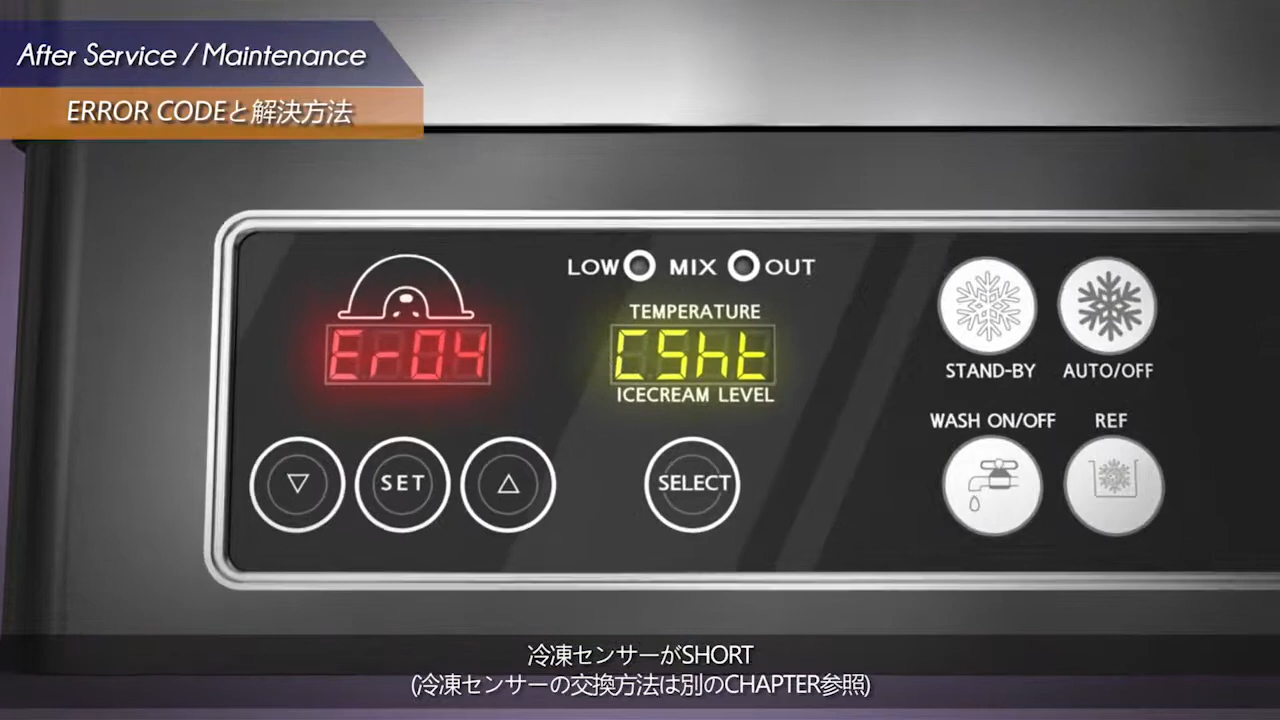 After Service / Maintenance
ERROR CODEと解決方法
LOW MIX OUT
TEMPERATURE
Er04
CSht
ICECREAM LEVEL
STAND-BY
AUTO/OFF
WASH ON/OFF
REF
▽
SET
△
SELECT
冷凍センサーがSHORT
(冷凍センサーの交換方法は別のCHAPTER参照)